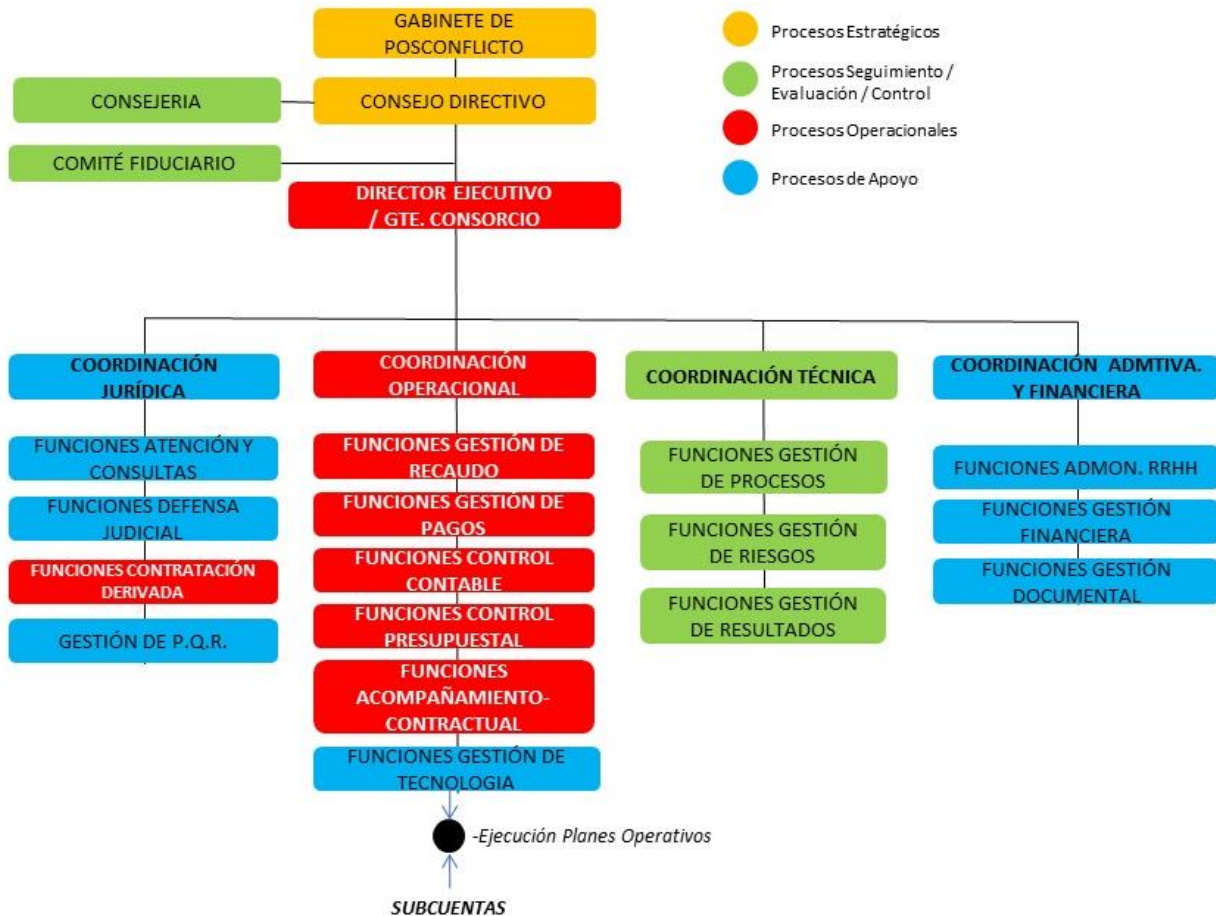 GABINETE DE
POSCONFLICTO
Procesos Estratégicos
Procesos Seguimiento /
Evaluación / Control
Procesos Operacionales
Procesos de Apoyo
CONSEJERIA
CONSEJO DIRECTIVO
COMITÉ FIDUCIARIO
DIRECTOR EJECUTIVO
/ GTE. CONSORCIO
COORDINACIÓN
JURÍDICA
FUNCIONES ATENCIÓN Y
CONSULTAS
FUNCIONES DEFENSA
JUDICIAL
FUNCIONES CONTRATACIÓN
DERIVADA
GESTIÓN DE P.Q.R.
COORDINACIÓN
OPERACIONAL
FUNCIONES GESTIÓN DE
RECAUDO
FUNCIONES GESTIÓN DE
PAGOS
FUNCIONES CONTROL
CONTABLE
FUNCIONES CONTROL
PRESUPUESTAL
FUNCIONES
ACOMPAÑAMIENTO-
CONTRACTUAL
FUNCIONES GESTIÓN DE
TECNOLOGIA
COORDINACIÓN TÉCNICA
FUNCIONES GESTIÓN
DE PROCESOS
FUNCIONES GESTIÓN
DE RIESGOS
FUNCIONES GESTIÓN
DE RESULTADOS
COORDINACIÓN ADMTIVA.
Y FINANCIERA
FUNCIONES ADMON. RRHH
FUNCIONES GESTIÓN
FINANCIERA
FUNCIONES GESTIÓN
DOCUMENTAL
-Ejecución Planes Operativos
SUBCUENTAS